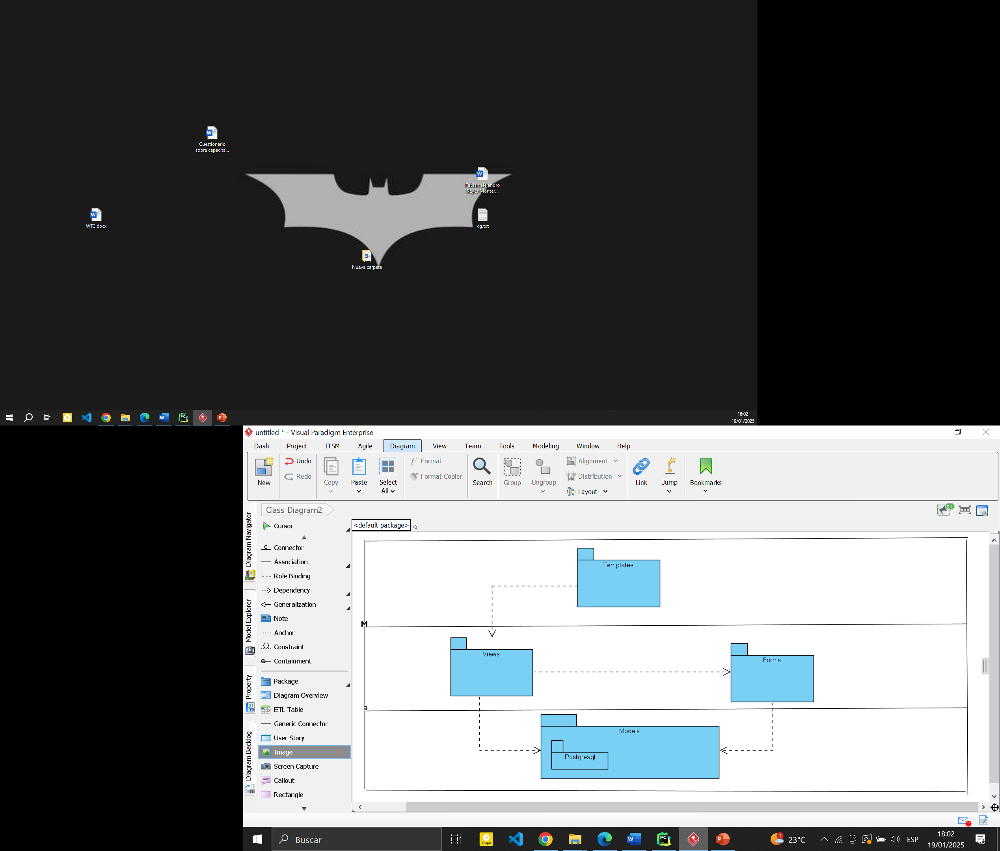 Cuestionario
sobre capacita...
Fabian alejandro
Reyes Monter...
WTC.docx
cg.txt
Nueva carpeta
18:02
19/01/2025
untitled * - Visual Paradigm Enterprise
Dash Project ITSM Agile Diagram View Team Tools Modeling Window Help
New
Undo
Redo
Copy
Paste
Select
All
Format
Format Copier
Search
Group
Ungroup
Alignment
Distribution
Layout
Link
Jump
Bookmarks
Class Diagram2
9+
Diagram Navigator
Model Explorer
Property
Diagram Backlog
Cursor
Connector
Association
Role Binding
Dependency
Generalization
Note
Anchor
Constraint
Containment
Package
Diagram Overview
ETL Table
Generic Connector
User Story
Image
Screen Capture
Callout
Rectangle
<default package>
Templates
M
Views
Forms
a
Models
Postgresql
2
Buscar
Player
1
23°C
ESP
18:02
19/01/2025